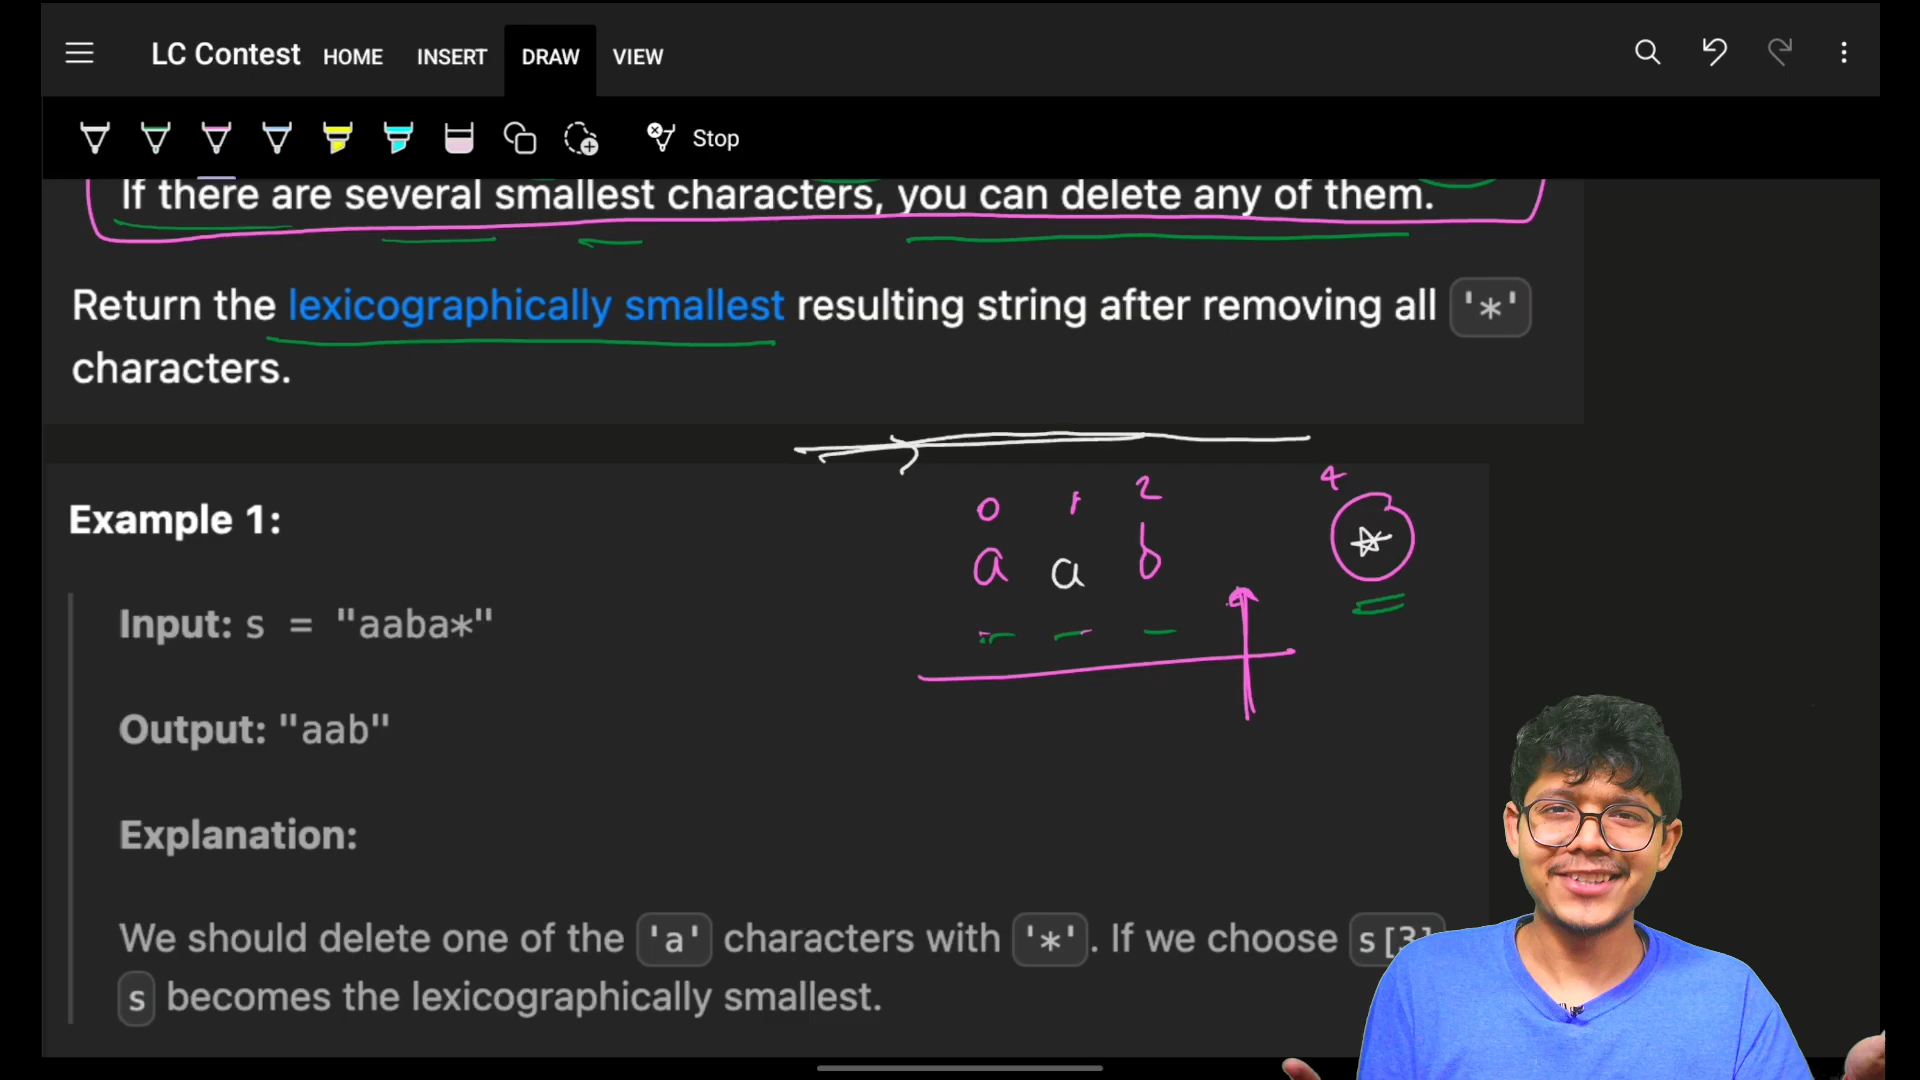 LC Contest HOME INSERT DRAW VIEW
Stop
If there are several smallest characters, you can delete any of them.
Return the lexicographically smallest resulting string after removing all '*'
characters.
0 1 2 4
a a b
Example 1:
Input: s = "aaba*"
Output: "aab"
Explanation:
We should delete one of the 'a' characters with '*'. If we choose s[3]
s becomes the lexicographically smallest.